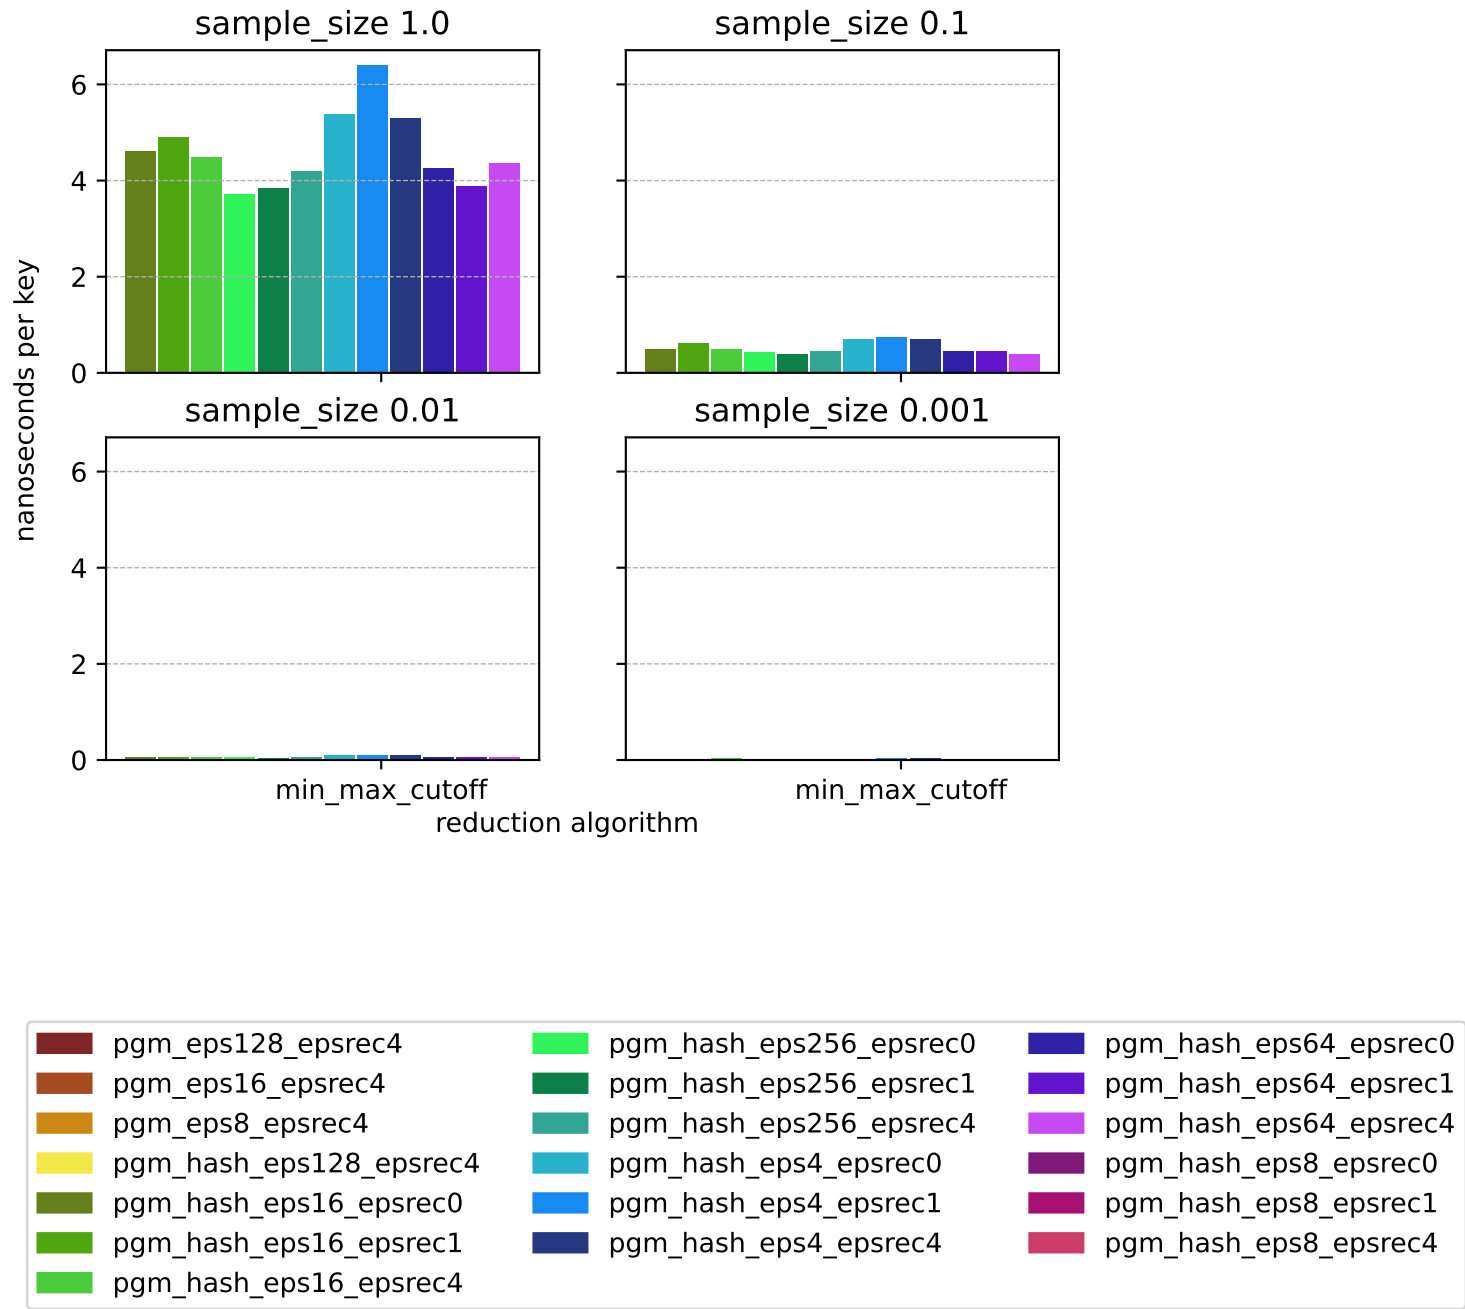 sample_size 1.0
sample_size 0.1
6
4
2
0
nanoseconds per key
sample_size 0.01
sample_size 0.001
6
4
2
0
min_max_cutoff
min_max_cutoff
reduction algorithm
pgm_eps128_epsrec4
pgm_eps16_epsrec4
pgm_eps8_epsrec4
pgm_hash_eps128_epsrec4
pgm_hash_eps16_epsrec0
pgm_hash_eps16_epsrec1
pgm_hash_eps16_epsrec4
pgm_hash_eps256_epsrec0
pgm_hash_eps256_epsrec1
pgm_hash_eps256_epsrec4
pgm_hash_eps4_epsrec0
pgm_hash_eps4_epsrec1
pgm_hash_eps4_epsrec4
pgm_hash_eps64_epsrec0
pgm_hash_eps64_epsrec1
pgm_hash_eps64_epsrec4
pgm_hash_eps8_epsrec0
pgm_hash_eps8_epsrec1
pgm_hash_eps8_epsrec4